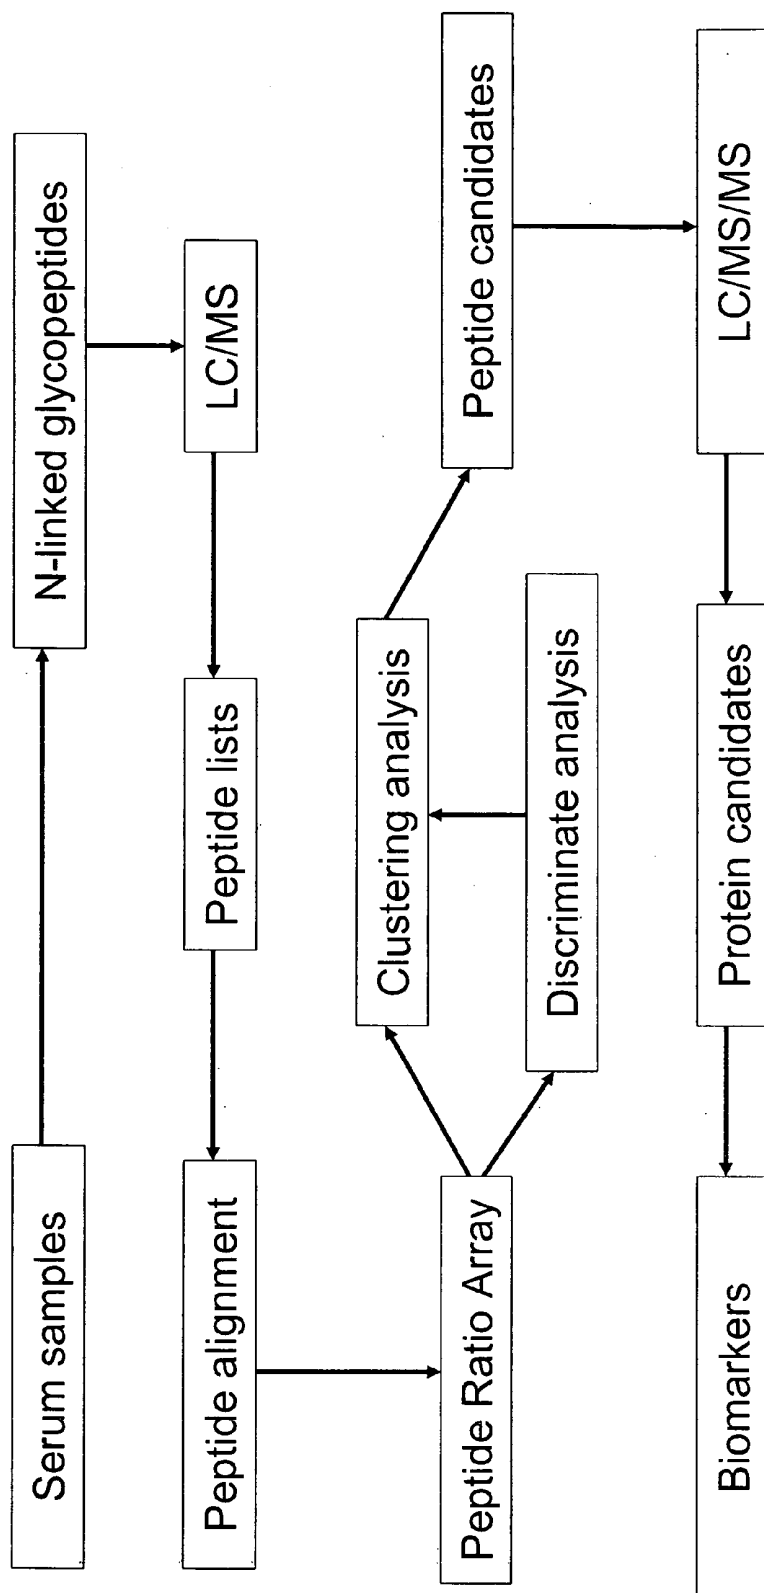 Serum samples
N-linked glycopeptides
LC/MS
Peptide lists
Peptide alignment
Peptide Ratio Array
Clustering analysis
Discriminate analysis
Peptide candidates
LC/MS/MS
Protein candidates
Biomarkers